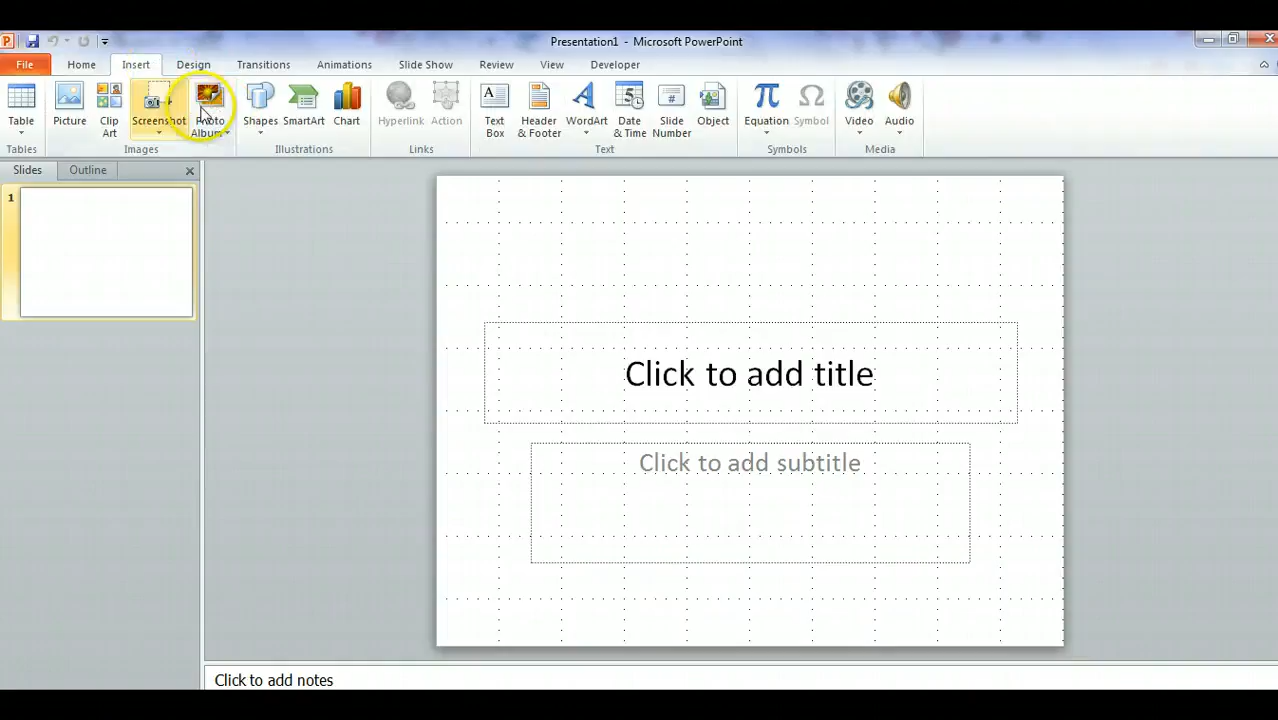 P
Presentation1 - Microsoft PowerPoint
File Home Insert Design Transitions Animations Slide Show Review View Developer
Table Picture Clip Art Screenshot Photo Album Shapes SmartArt Chart Hyperlink Action Text Box Header & Footer WordArt Date & Time Slide Number Object Equation Symbol Video Audio
Tables Images Illustrations Links Text Symbols Media
Slides Outline
1
Click to add title
Click to add subtitle
Click to add notes